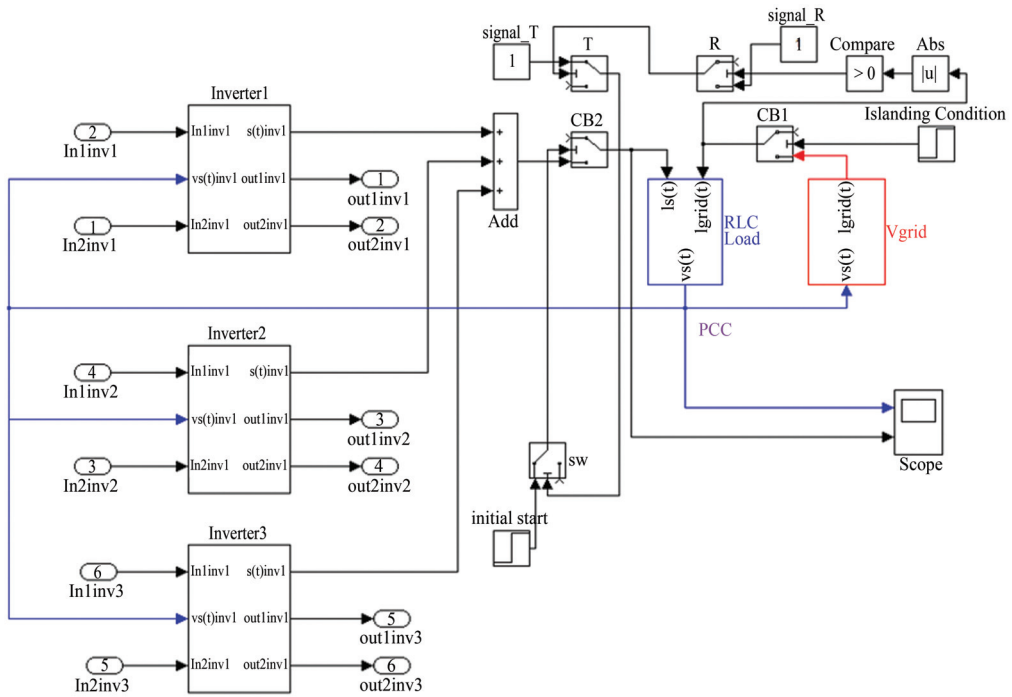 signal_T
1
T
R
signal_R
1
Compare
> 0
Abs
|u|
Islanding Condition
CB1
CB2
Inverter1
2
In1inv1
1
In2inv1
In1inv1
vs(t)inv1
In2inv1
s(t)inv1
out1inv1
out2inv1
1
out1inv1
2
out2inv1
+
+
+
Add
ls(t)
lgrid(t)
vs(t)
RLC
Load
lgrid(t)
vs(t)
Vgrid
PCC
Inverter2
4
In1inv2
3
In2inv2
In1inv1
vs(t)inv1
In2inv1
s(t)inv1
out1inv1
out2inv1
3
out1inv2
4
out2inv2
sw
initial start
Scope
Inverter3
6
In1inv3
5
In2inv3
In1inv1
vs(t)inv1
In2inv1
s(t)inv1
out1inv1
out2inv1
5
out1inv3
6
out2inv3